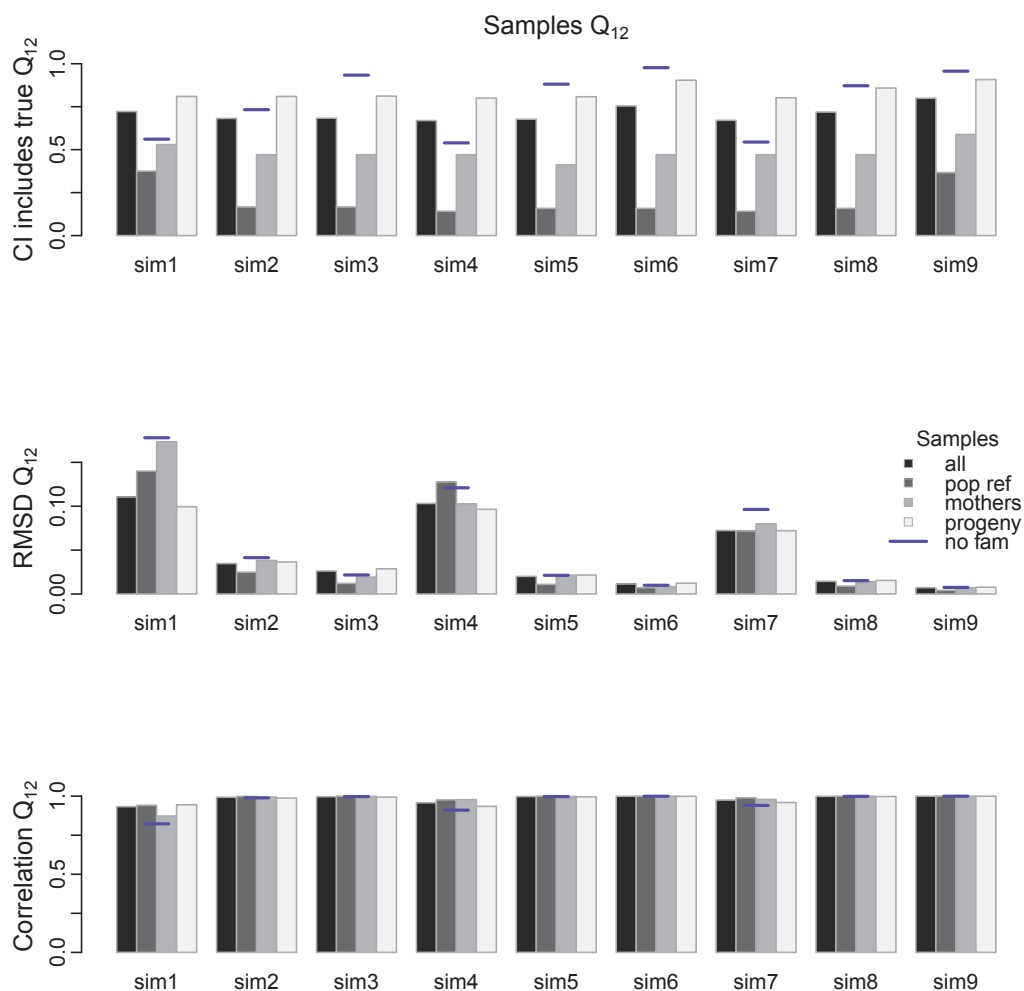 Samples Q12
CI includes true Q12
1.0
0.5
0.0
sim1 sim2 sim3 sim4 sim5 sim6 sim7 sim8 sim9
RMSD Q12
0.10
0.00
Samples
all
pop ref
mothers
progeny
no fam
sim1 sim2 sim3 sim4 sim5 sim6 sim7 sim8 sim9
Correlation Q12
1.0
0.5
0.0
sim1 sim2 sim3 sim4 sim5 sim6 sim7 sim8 sim9